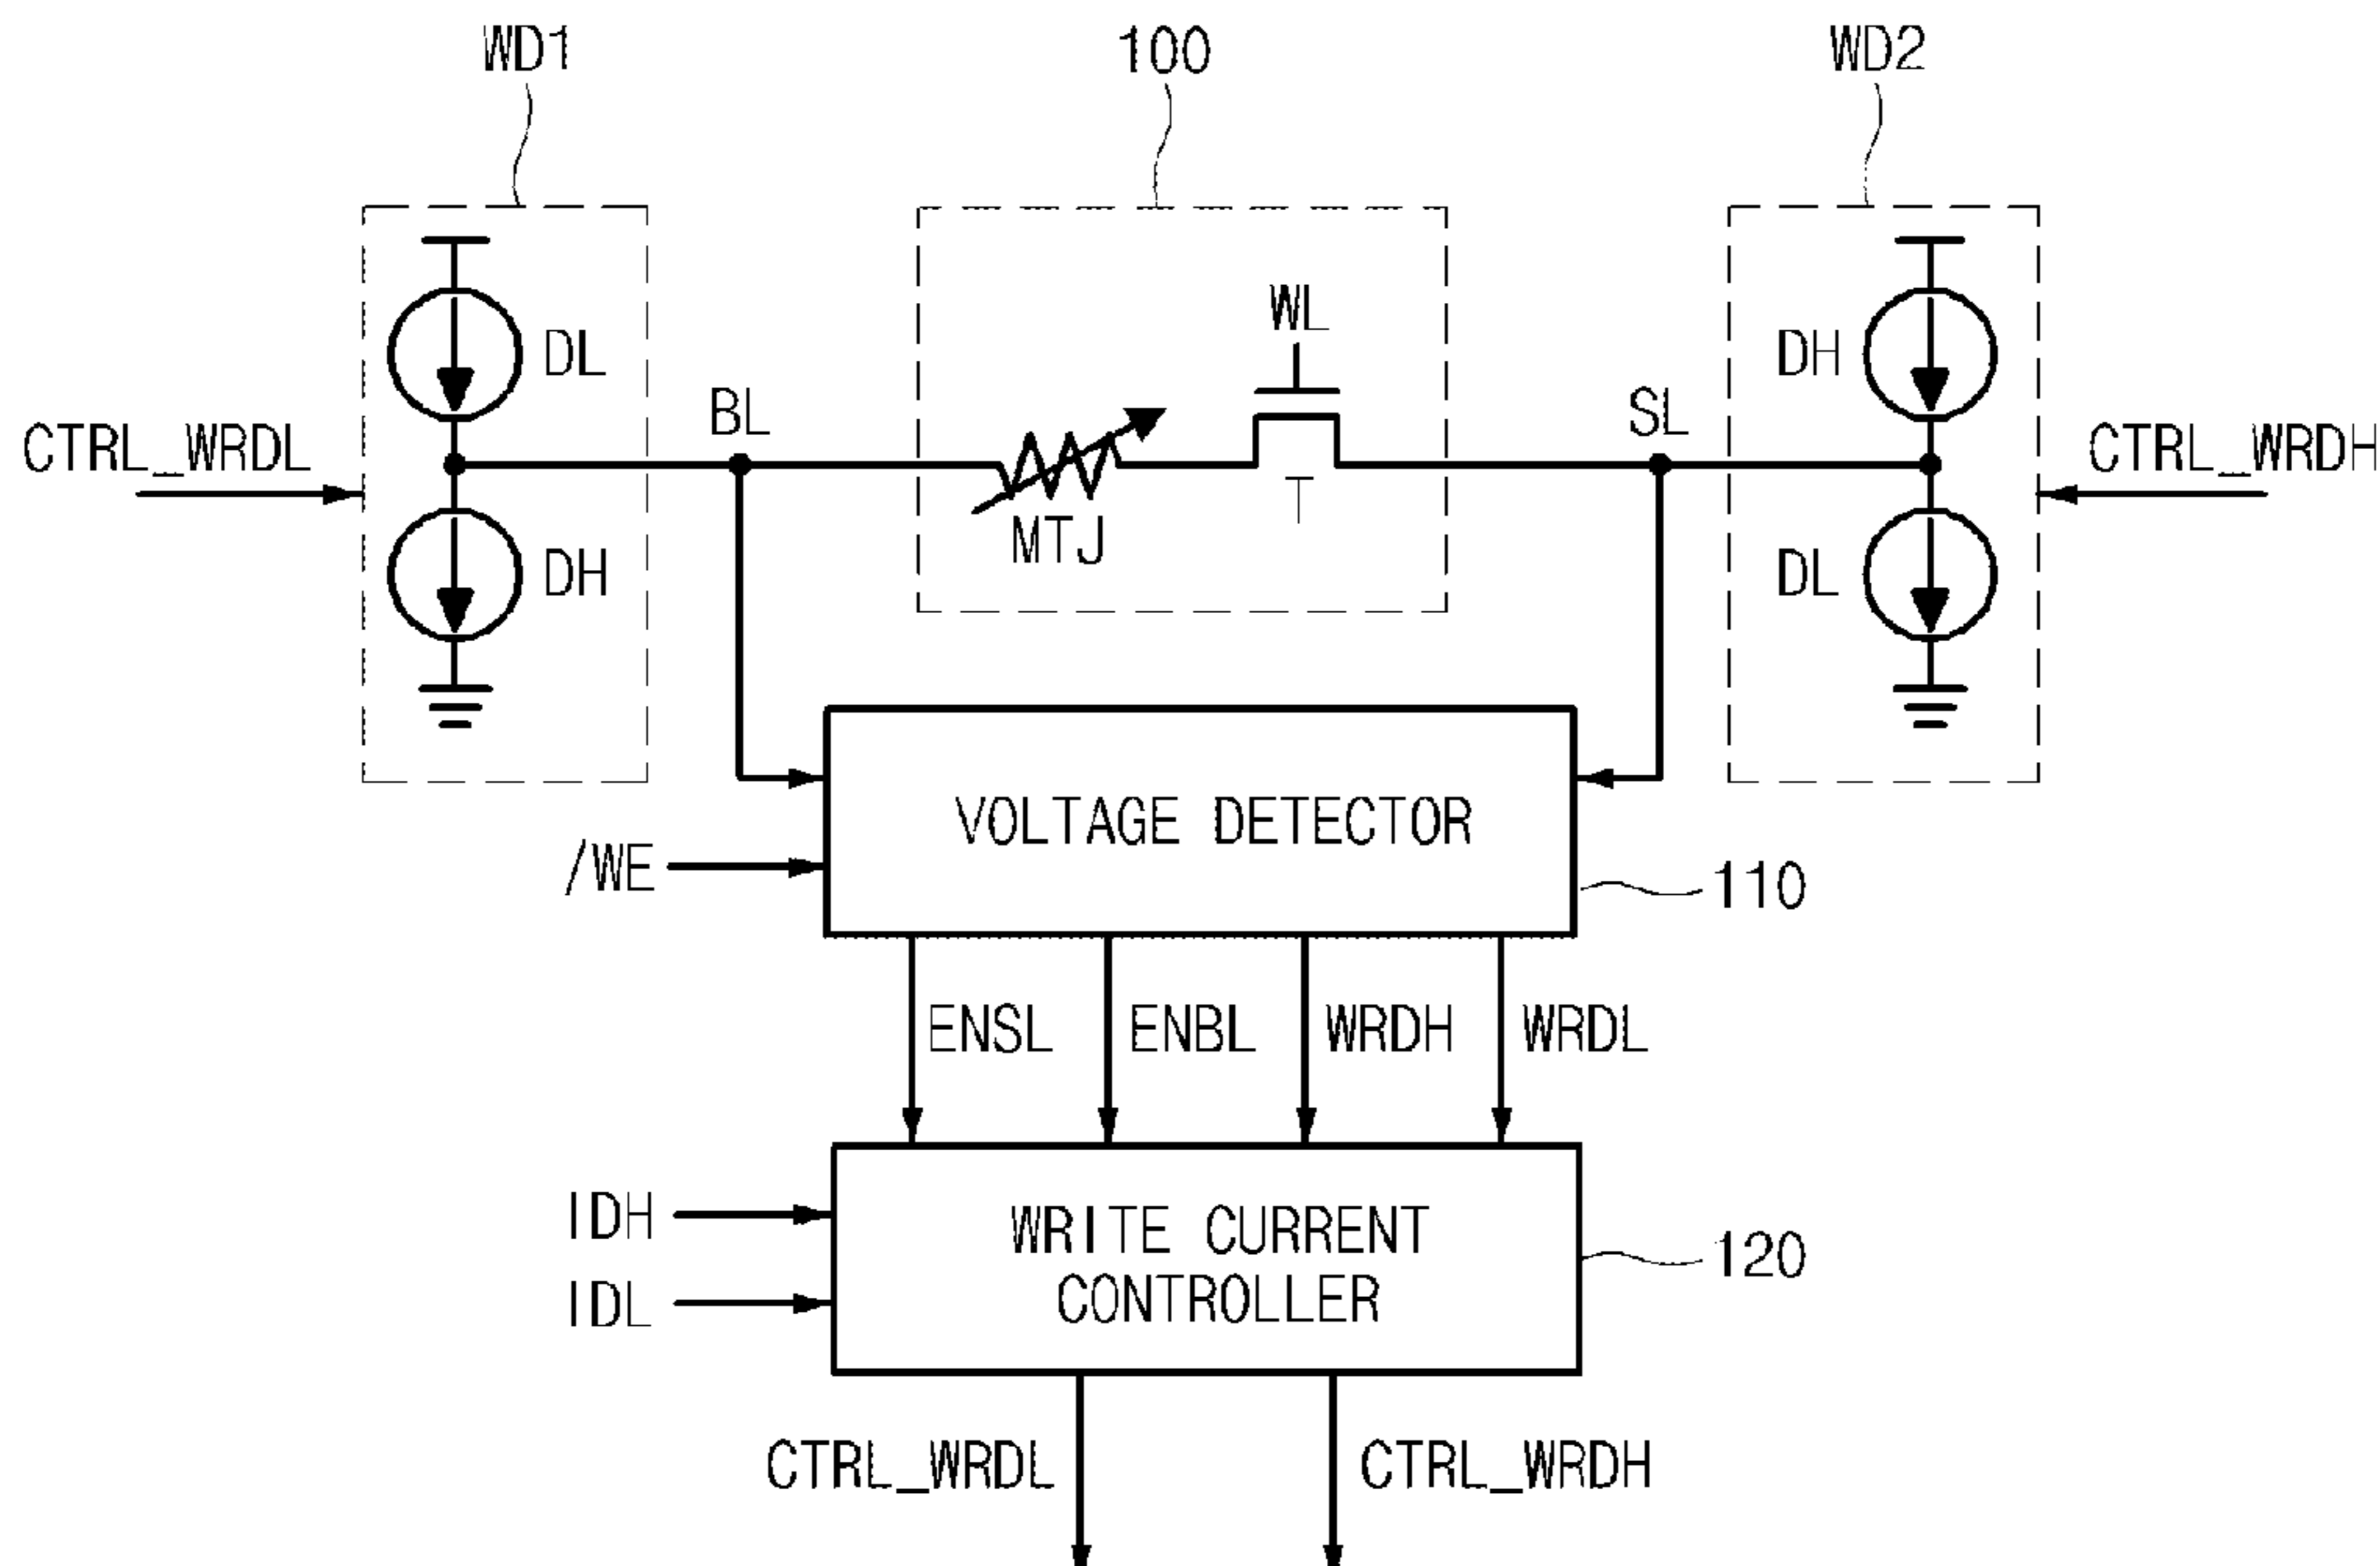 WD1
100
WD2
WL
DL
DH
BL
SL
CTRL_WRDL
CTRL_WRDH
T
MTJ
DH
DL
VOLTAGE DETECTOR
/WE
110
ENSL
ENBL
WRDH
WRDL
IDH
WRITE CURRENT
CONTROLLER
120
IDL
CTRL_WRDL
CTRL_WRDH